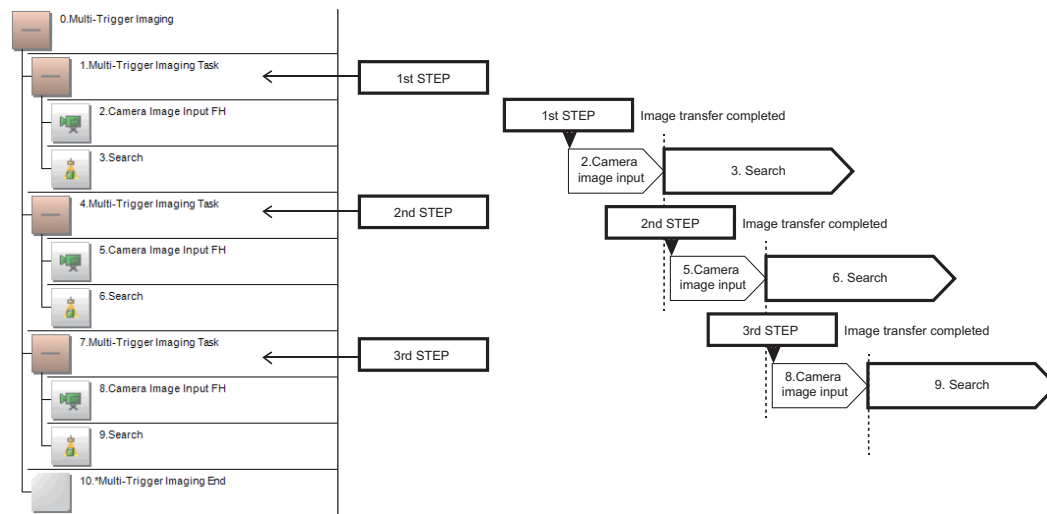 0.Multi-Trigger Imaging
1.Multi-Trigger Imaging Task
2.Camera Image Input FH
3.Search
4.Multi-Trigger Imaging Task
5.Camera Image Input FH
6.Search
7.Multi-Trigger Imaging Task
8.Camera Image Input FH
9.Search
10.*Multi-Trigger Imaging End
1st STEP
2nd STEP
3rd STEP
1st STEP
Image transfer completed
2.Camera
image input
3. Search
2nd STEP
Image transfer completed
5.Camera
image input
6. Search
3rd STEP
Image transfer completed
8.Camera
image input
9. Search